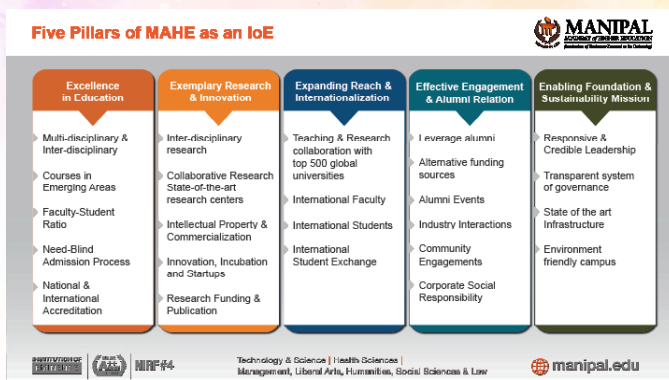 Five Pillars of MAHE as an IoE
MANIPAL
ACADEMY of HIGHER EDUCATION
Excellence
in Education
Multi-disciplinary &
Inter-disciplinary
Courses in
Emerging Areas
Faculty-Student
Ratio
Need-Blind
Admission Process
National &
International
Accreditation
Exemplary Research
& Innovation
Inter-disciplinary
research
Collaborative Research
State-of-the-art
research centers
Intellectual Property &
Commercialization
Innovation, Incubation
and Startups
Research Funding &
Publication
Expanding Reach &
Internationalization
Teaching & Research
collaboration with
top 500 global
universities
International Faculty
International Students
International
Student Exchange
Effective Engagement
& Alumni Relation
Leverage alumni
Alternative funding
sources
Alumni Events
Industry Interactions
Community
Engagements
Corporate Social
Responsibility
Enabling Foundation &
Sustainability Mission
Responsive &
Credible Leadership
Transparent system
of governance
State of the art
Infrastructure
Environment
friendly campus
INSTITUTION OF
A++
NIRF#4
Technology & Science | Health Sciences |
Management, Liberal Arts, Humanities, Social Sciences & Law
manipal.edu